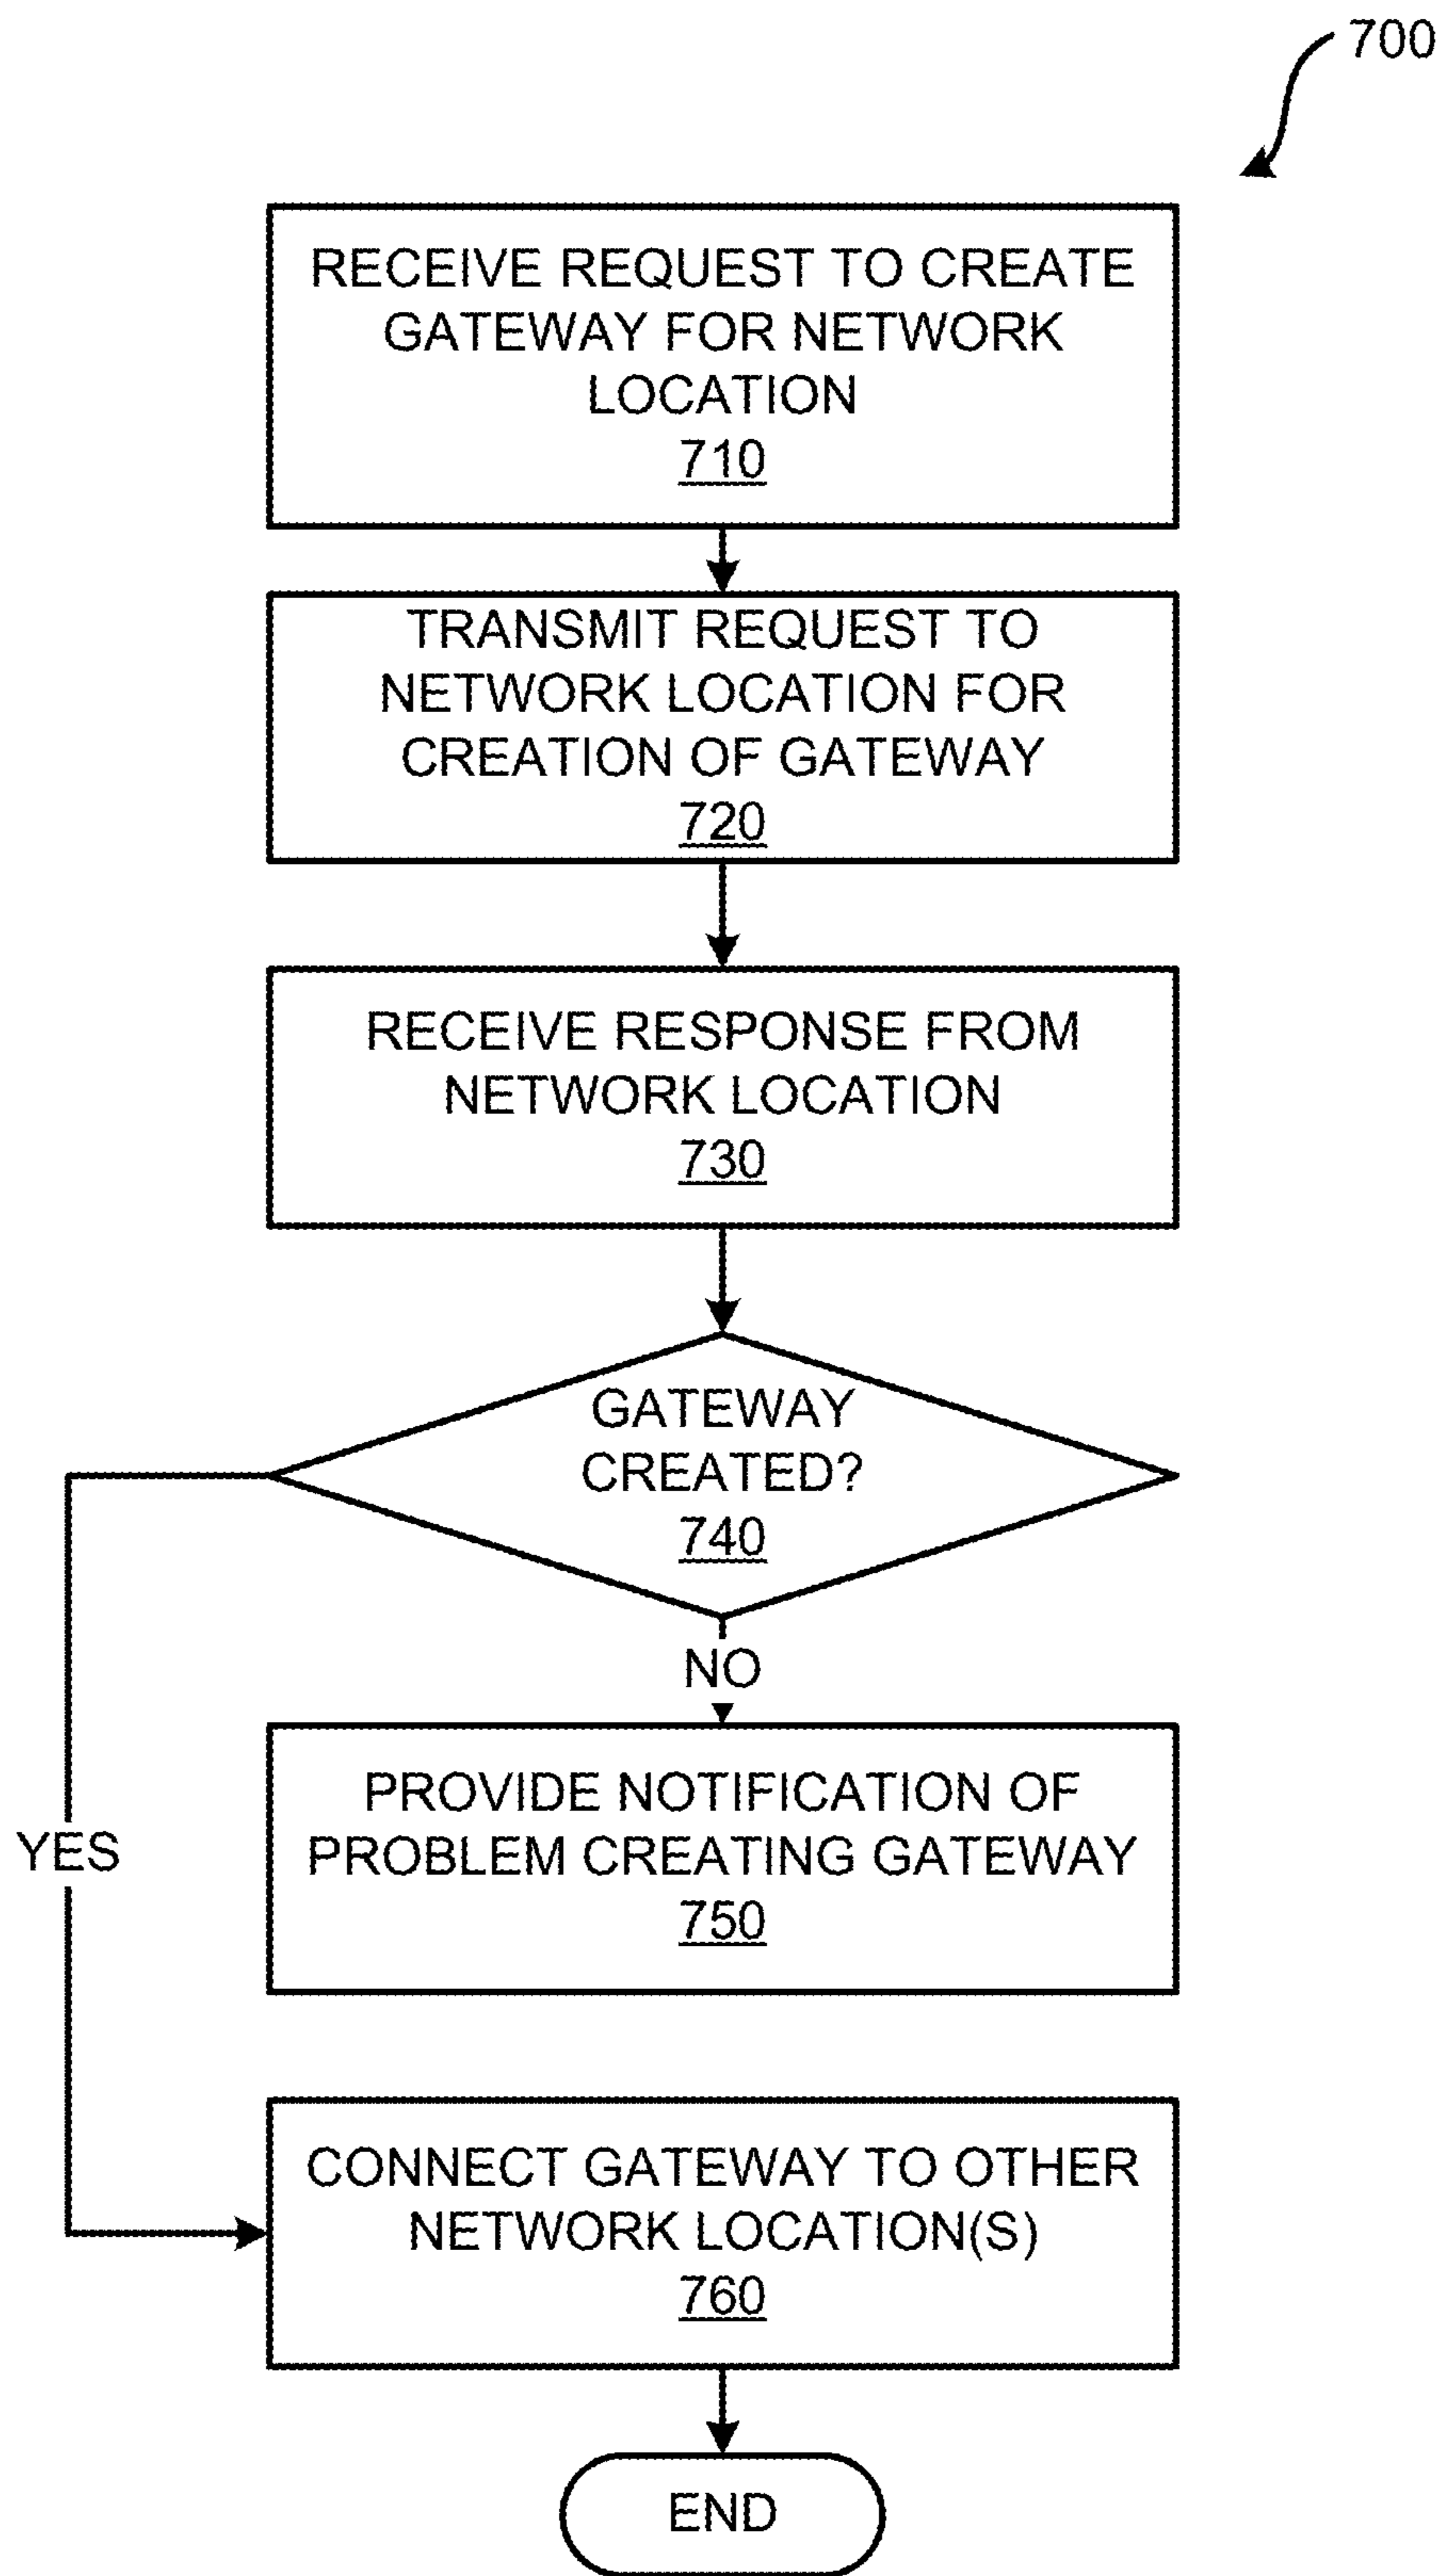 700
RECEIVE REQUEST TO CREATE
GATEWAY FOR NETWORK
LOCATION
710
TRANSMIT REQUEST TO
NETWORK LOCATION FOR
CREATION OF GATEWAY
720
RECEIVE RESPONSE FROM
NETWORK LOCATION
730
GATEWAY
CREATED?
740
NO
PROVIDE NOTIFICATION OF
PROBLEM CREATING GATEWAY
750
YES
CONNECT GATEWAY TO OTHER
NETWORK LOCATION(S)
760
END